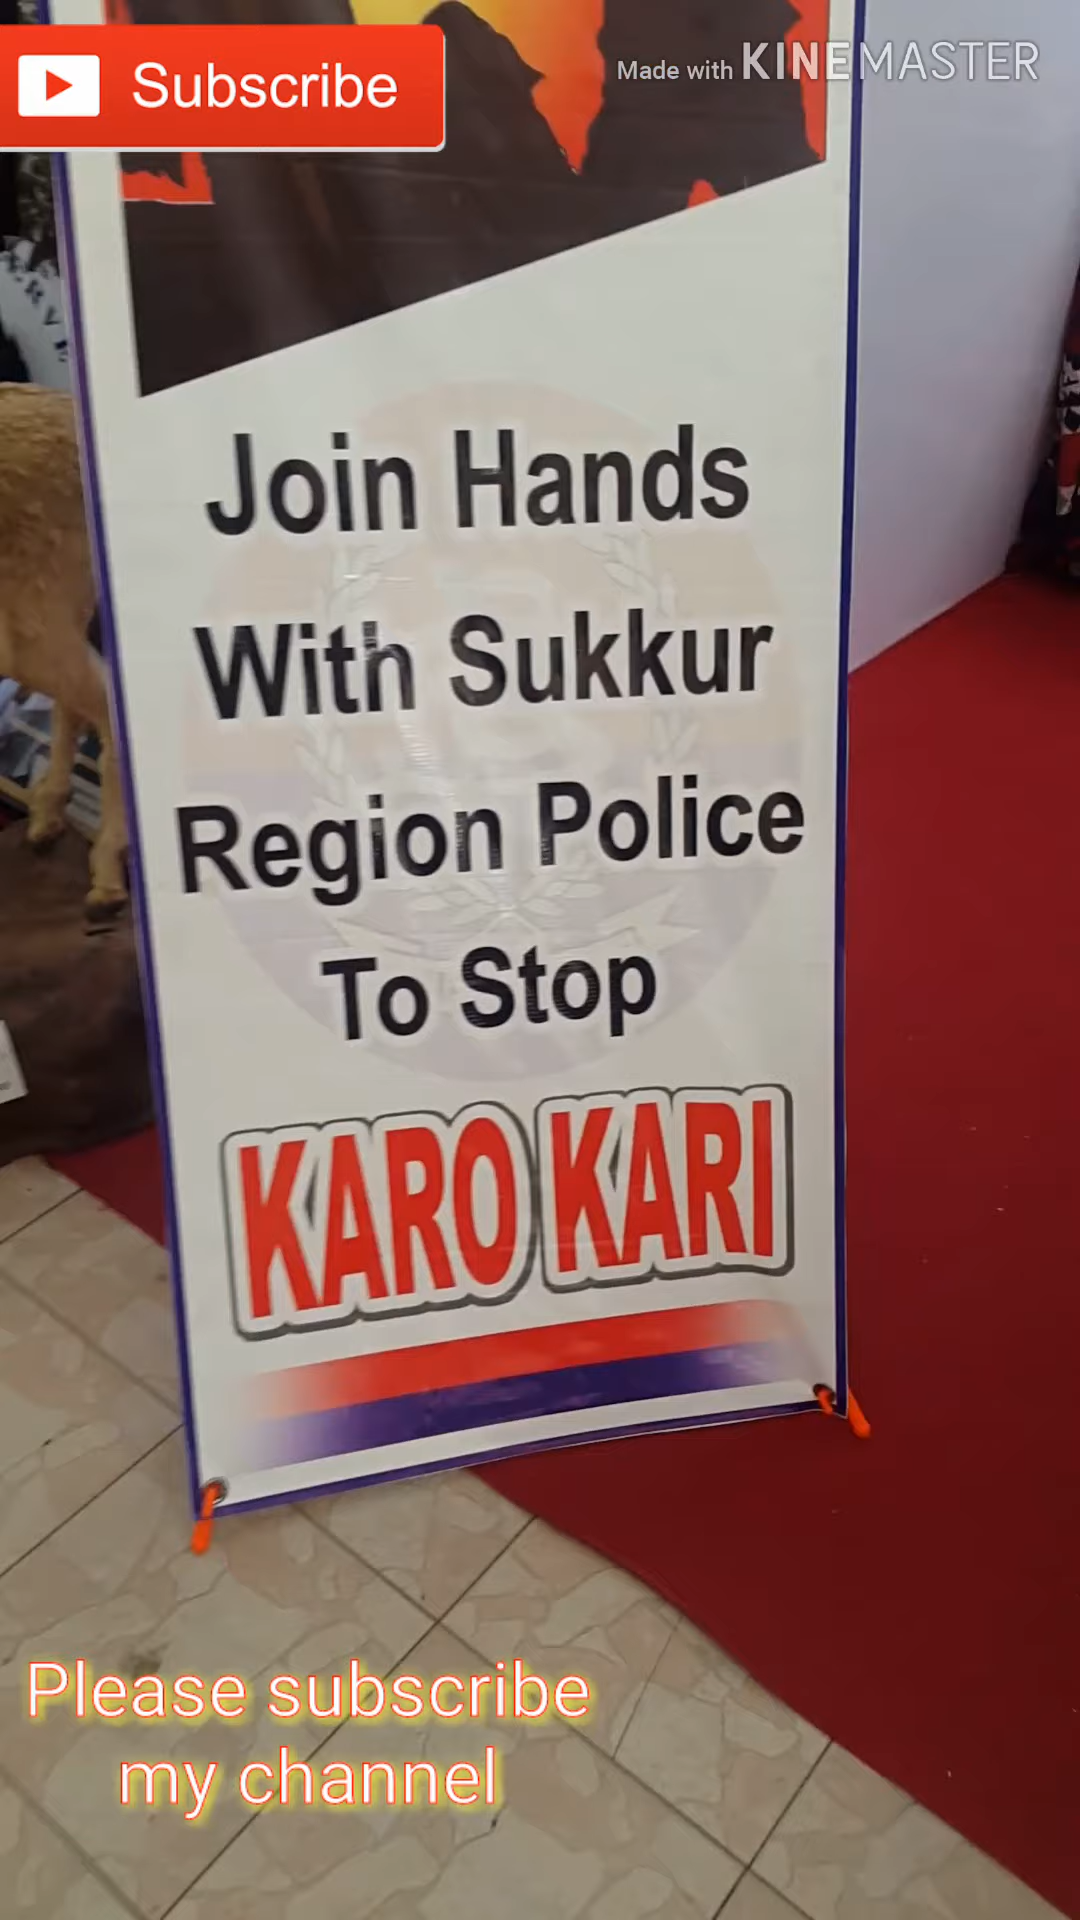 Subscribe
Made with KINEMASTER
Join Hands
With Sukkur
Region Police
To Stop
KARO KARI
Please subscribe
my channel